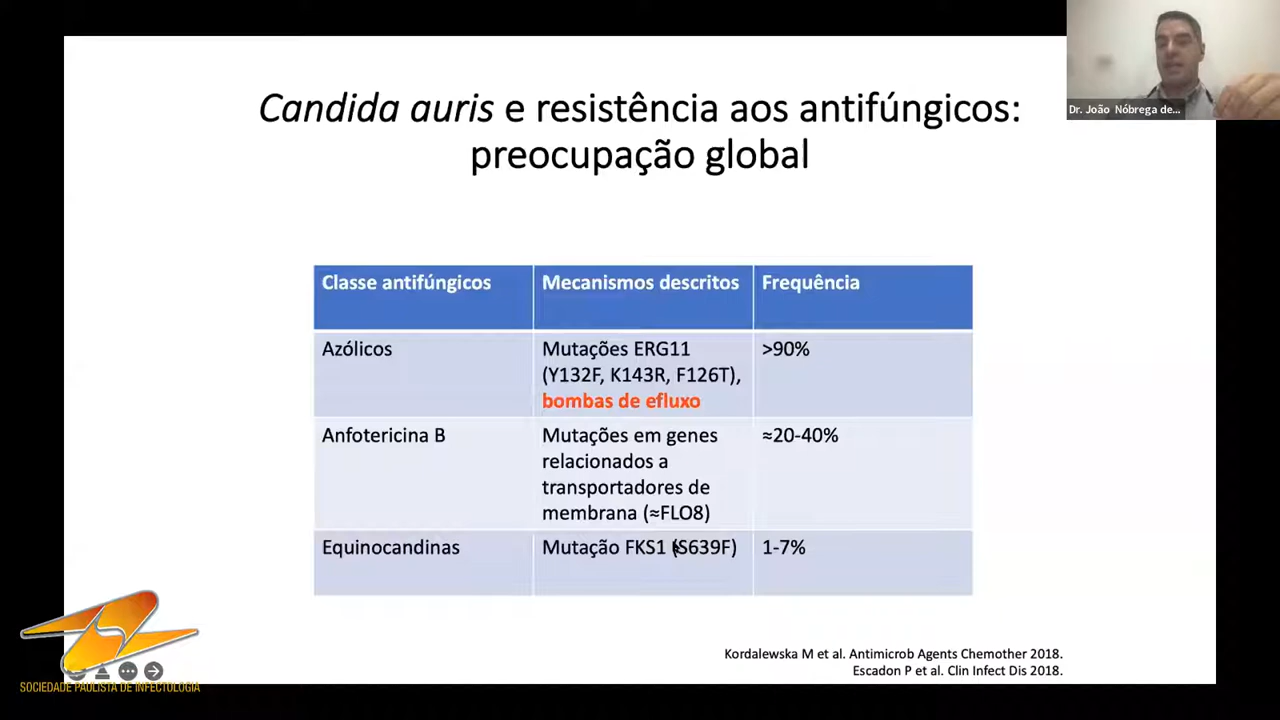 Dr. João Nóbrega de...
Candida auris e resistência aos antifúngicos:
preocupação global
Classe antifúngicos
Mecanismos descritos
Frequência
Azólicos
Mutações ERG11
(Y132F, K143R, F126T),
bombas de efluxo
>90%
Anfotericina B
Mutações em genes
relacionados a
transportadores de
membrana (≈FLO8)
≈20-40%
Equinocandinas
Mutação FKS1 (S639F)
1-7%
Kordalewska M et al. Antimicrob Agents Chemother 2018.
Escadon P et al. Clin Infect Dis 2018.
SOCIEDADE PAULISTA DE INFECTOLOGIA